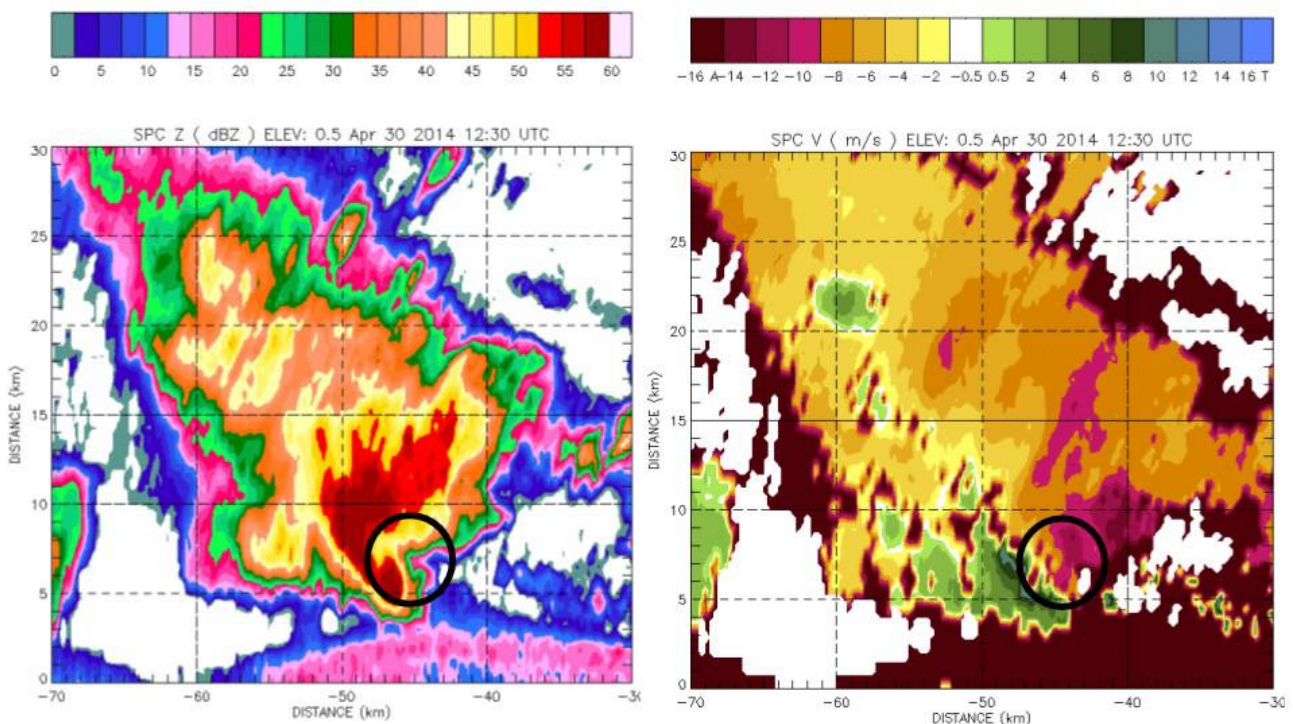 0 5 10 15 20 25 30 35 40 45 50 55 60
-16 A-14 -12 -10 -8 -6 -4 -2 -0.5 0.5 2 4 6 8 10 12 14 16 T
SPC Z ( dBZ ) ELEV: 0.5 Apr 30 2014 12:30 UTC
SPC V ( m/s ) ELEV: 0.5 Apr 30 2014 12:30 UTC
30
25
20
15
10
5
0
DISTANCE (km)
-70 -60 -50 -40 -30
DISTANCE (km)
30
25
20
15
10
5
0
DISTANCE (km)
-70 -60 -50 -40 -30
DISTANCE (km)